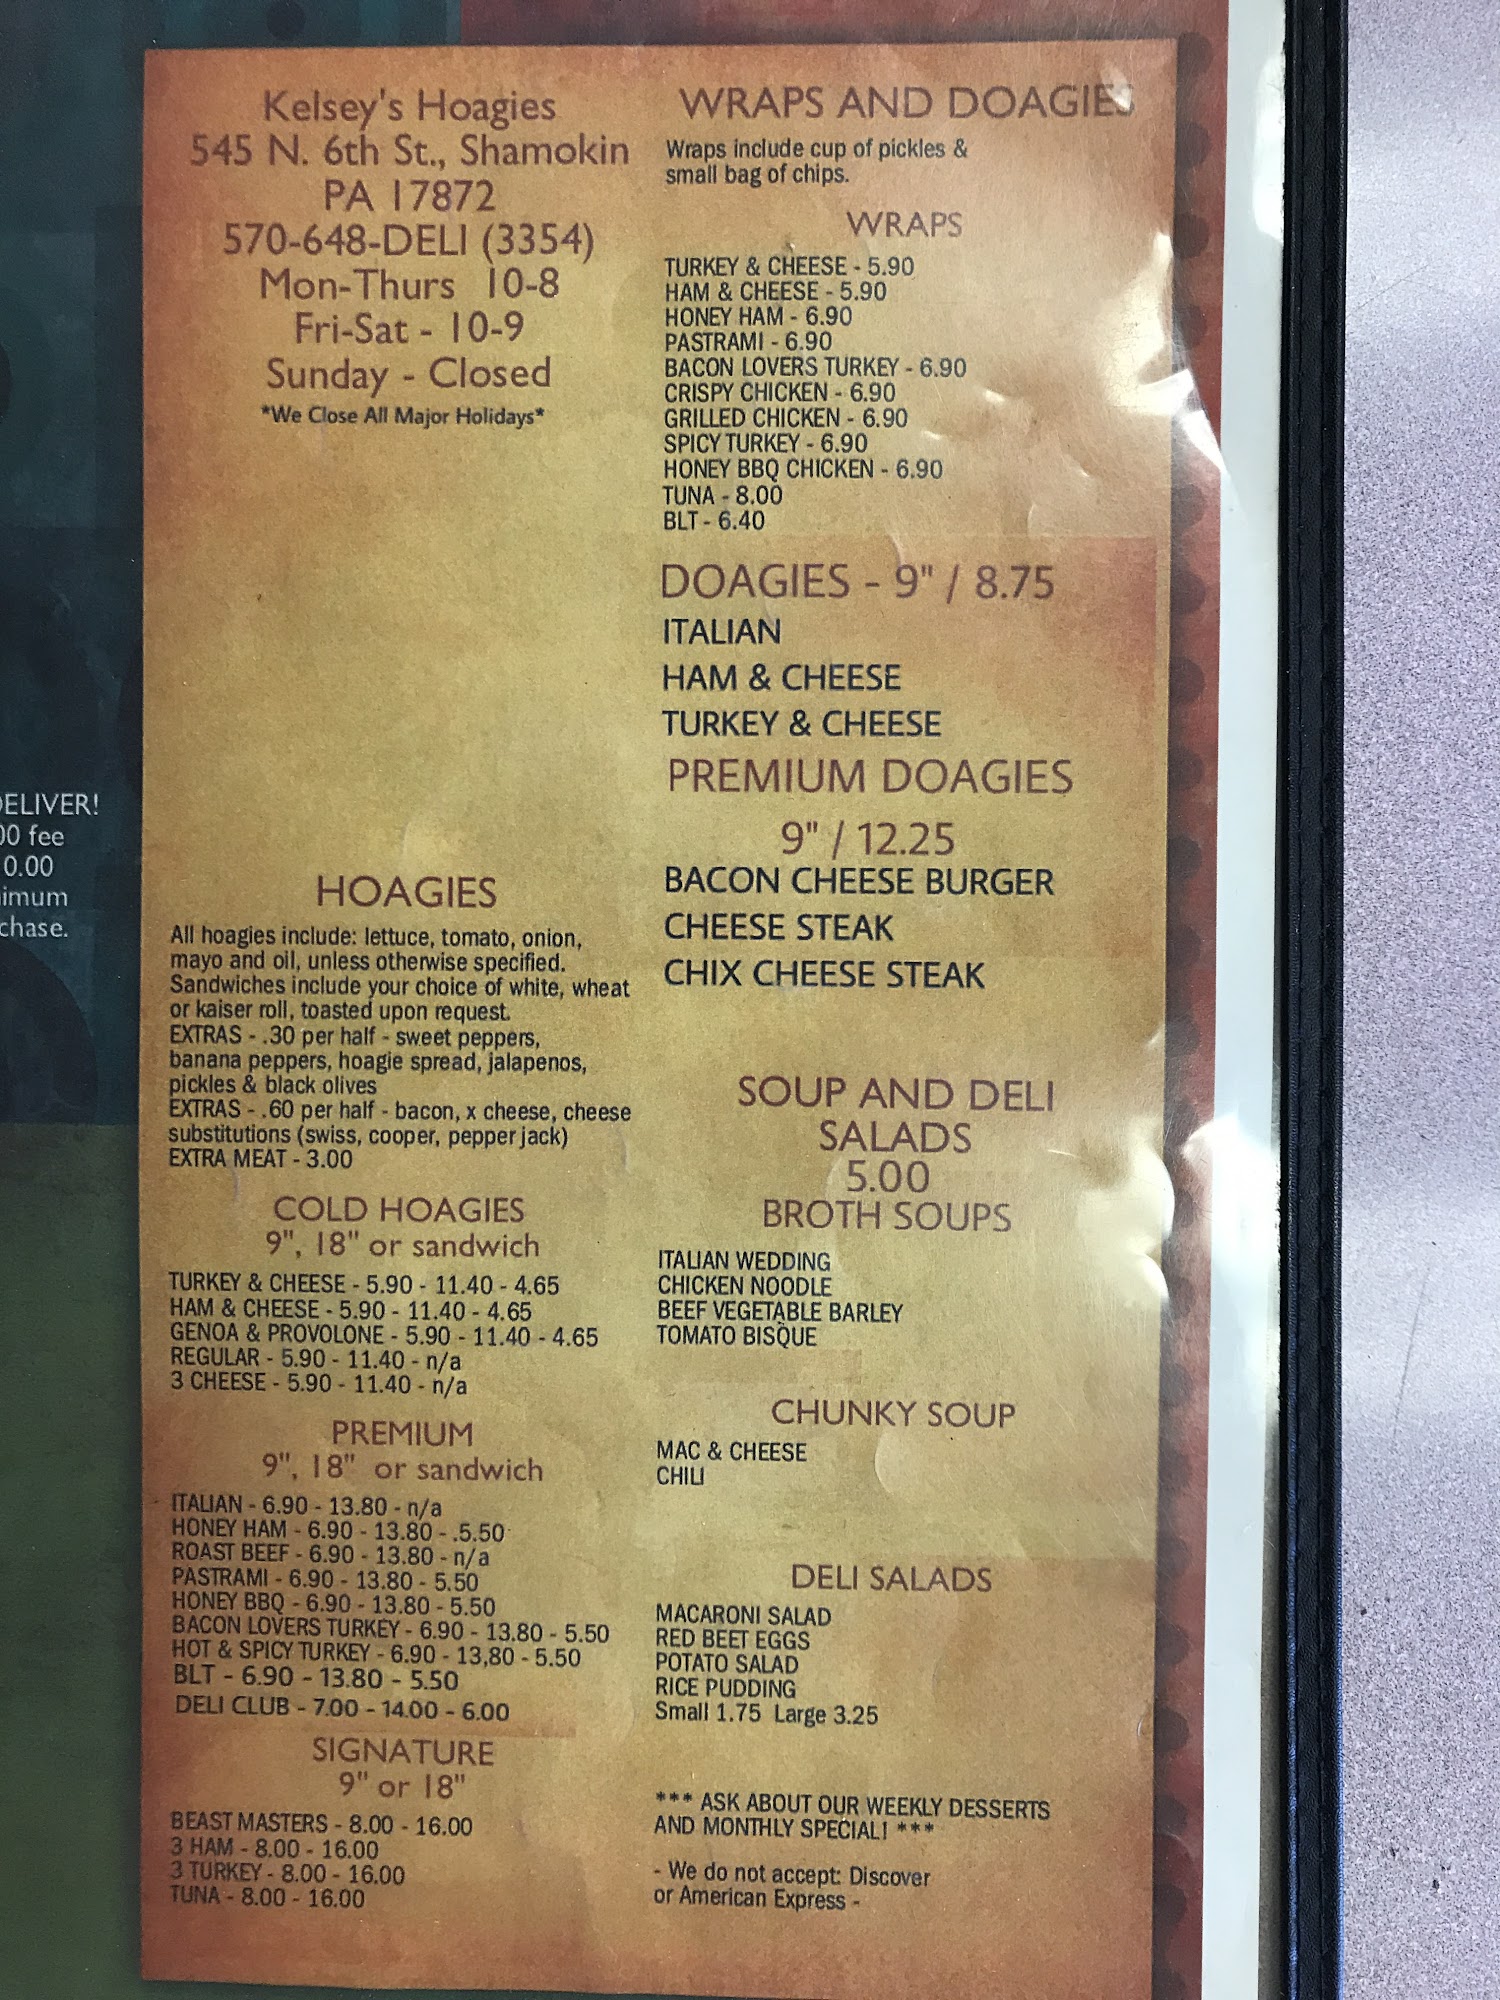 Kelsey's Hoagies
545 N. 6th St., Shamokin
PA 17872
570-648-DELI (3354)
Mon-Thurs 10-8
Fri-Sat - 10-9
Sunday - Closed
*We Close All Major Holidays*
HOAGIES
All hoagies include: lettuce, tomato, onion,
mayo and oil, unless otherwise specified.
Sandwiches include your choice of white, wheat
or kaiser roll, toasted upon request.
EXTRAS - .30 per half - sweet peppers,
banana peppers, hoagie spread, jalapenos,
pickles & black olives
EXTRAS - .60 per half - bacon, x cheese, cheese
substitutions (swiss, cooper, pepper jack)
EXTRA MEAT - 3.00
COLD HOAGIES
9", 18" or sandwich
TURKEY & CHEESE - 5.90 - 11.40 - 4.65
HAM & CHEESE - 5.90 - 11.40 - 4.65
GENOA & PROVOLONE - 5.90 - 11.40 - 4.65
REGULAR - 5.90 - 11.40 - n/a
3 CHEESE - 5.90 - 11.40 - n/a
PREMIUM
9", 18" or sandwich
ITALIAN - 6.90 - 13.80 - n/a
HONEY HAM - 6.90 - 13.80 - .5.50
ROAST BEEF - 6.90 - 13.80 - n/a
PASTRAMI - 6.90 - 13.80 - 5.50
HONEY BBQ - 6.90 - 13.80 - 5.50
BACON LOVERS TURKEY - 6.90 - 13.80 - 5.50
HOT & SPICY TURKEY - 6.90 - 13,80 - 5.50
BLT - 6.90 - 13.80 - 5.50
DELI CLUB - 7.00 - 14.00 - 6.00
SIGNATURE
9" or 18"
BEAST MASTERS - 8.00 - 16.00
3 HAM - 8.00 - 16.00
3 TURKEY - 8.00 - 16.00
TUNA - 8.00 - 16.00
WRAPS AND DOAGIES
Wraps include cup of pickles &
small bag of chips.
WRAPS
TURKEY & CHEESE - 5.90
HAM & CHEESE - 5.90
HONEY HAM - 6.90
PASTRAMI - 6.90
BACON LOVERS TURKEY - 6.90
CRISPY CHICKEN - 6.90
GRILLED CHICKEN - 6.90
SPICY TURKEY - 6.90
HONEY BBQ CHICKEN - 6.90
TUNA - 8.00
BLT - 6.40
DOAGIES - 9" / 8.75
ITALIAN
HAM & CHEESE
TURKEY & CHEESE
PREMIUM DOAGIES
9" / 12.25
BACON CHEESE BURGER
CHEESE STEAK
CHIX CHEESE STEAK
SOUP AND DELI
SALADS
5.00
BROTH SOUPS
ITALIAN WEDDING
CHICKEN NOODLE
BEEF VEGETABLE BARLEY
TOMATO BISQUE
CHUNKY SOUP
MAC & CHEESE
CHILI
DELI SALADS
MACARONI SALAD
RED BEET EGGS
POTATO SALAD
RICE PUDDING
Small 1.75 Large 3.25
*** ASK ABOUT OUR WEEKLY DESSERTS
AND MONTHLY SPECIAL! ***
- We do not accept: Discover
or American Express -
fee